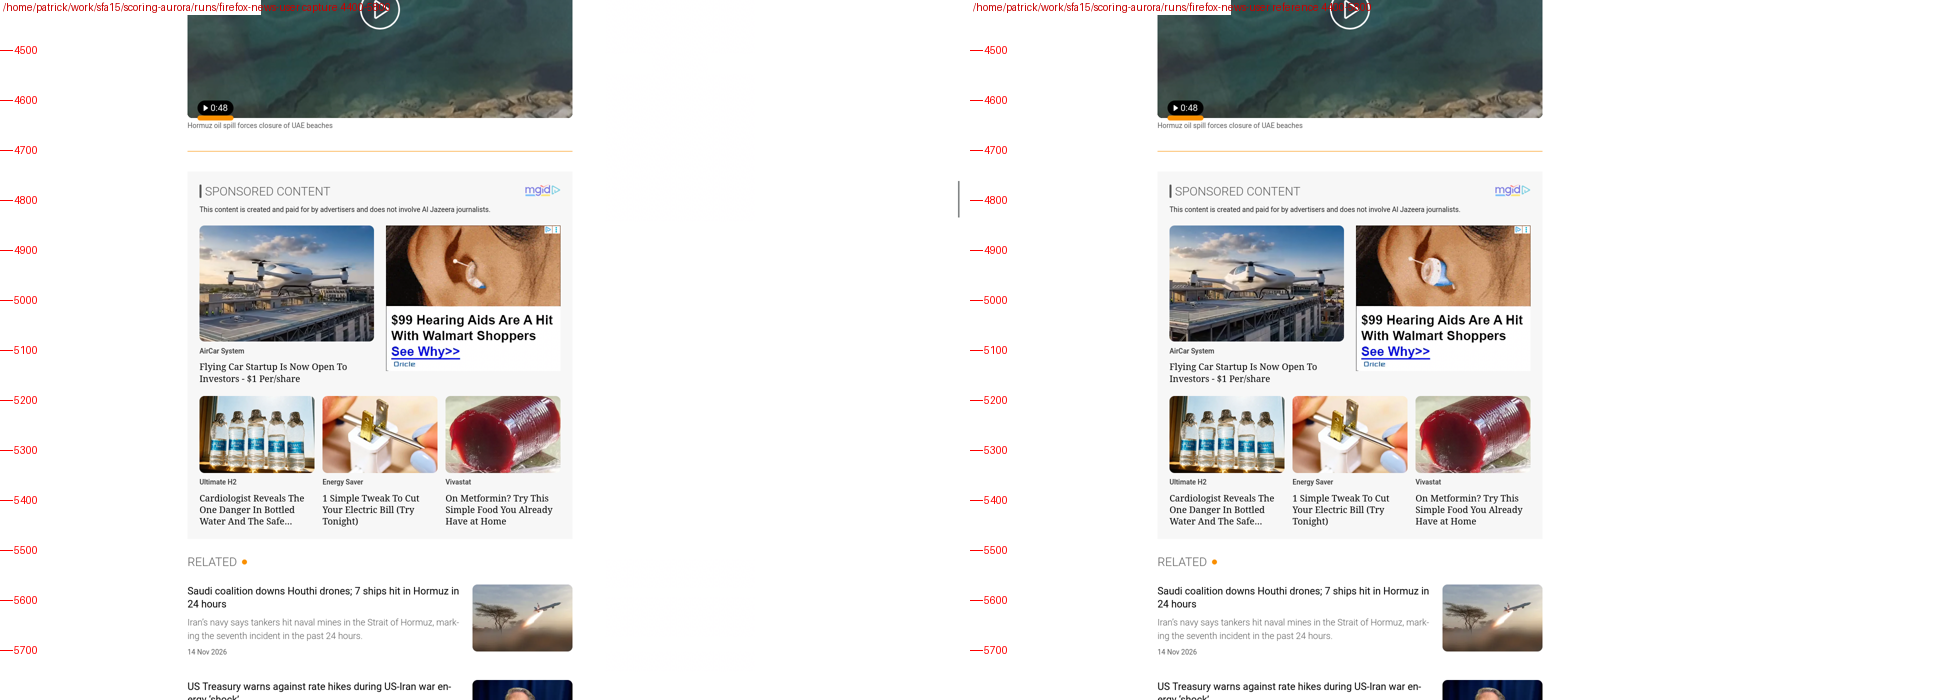 /home/patrick/work/sfa15/scoring-aurora/runs/firefox-ne
4500
4600
4700
4800
4900
5000
5100
5200
5300
5400
5500
5600
5700
0:48
Hormuz oil spill forces closure of UAE beaches
SPONSORED CONTENT
mgid
This content is created and paid for by advertisers and does not involve Al Jazeera journalists.
$99 Hearing Aids Are A Hit
With Walmart Shoppers
See Why>>
Oricle
AirCar System
Flying Car Startup Is Now Open To
Investors - $1 Per/share
Ultimate H2
Cardiologist Reveals The
One Danger In Bottled
Water And The Safe...
Energy Saver
1 Simple Tweak To Cut
Your Electric Bill (Try
Tonight)
Vivastat
On Metformin? Try This
Simple Food You Already
Have at Home
RELATED
Saudi coalition downs Houthi drones; 7 ships hit in Hormuz in
24 hours
Iran's navy says tankers hit naval mines in the Strait of Hormuz, mark-
ing the seventh incident in the past 24 hours.
14 Nov 2026
US Treasury warns against rate hikes during US-Iran war en-
ergy 'shock'
/home/patrick/work/sfa15/scoring-aurora/runs/firefox-ne
4500
4600
4700
4800
4900
5000
5100
5200
5300
5400
5500
5600
5700
0:48
Hormuz oil spill forces closure of UAE beaches
SPONSORED CONTENT
mgid
This content is created and paid for by advertisers and does not involve Al Jazeera journalists.
$99 Hearing Aids Are A Hit
With Walmart Shoppers
See Why>>
Oricle
AirCar System
Flying Car Startup Is Now Open To
Investors - $1 Per/share
Ultimate H2
Cardiologist Reveals The
One Danger In Bottled
Water And The Safe...
Energy Saver
1 Simple Tweak To Cut
Your Electric Bill (Try
Tonight)
Vivastat
On Metformin? Try This
Simple Food You Already
Have at Home
RELATED
Saudi coalition downs Houthi drones; 7 ships hit in Hormuz in
24 hours
Iran's navy says tankers hit naval mines in the Strait of Hormuz, mark-
ing the seventh incident in the past 24 hours.
14 Nov 2026
US Treasury warns against rate hikes during US-Iran war en-
ergy 'shock'